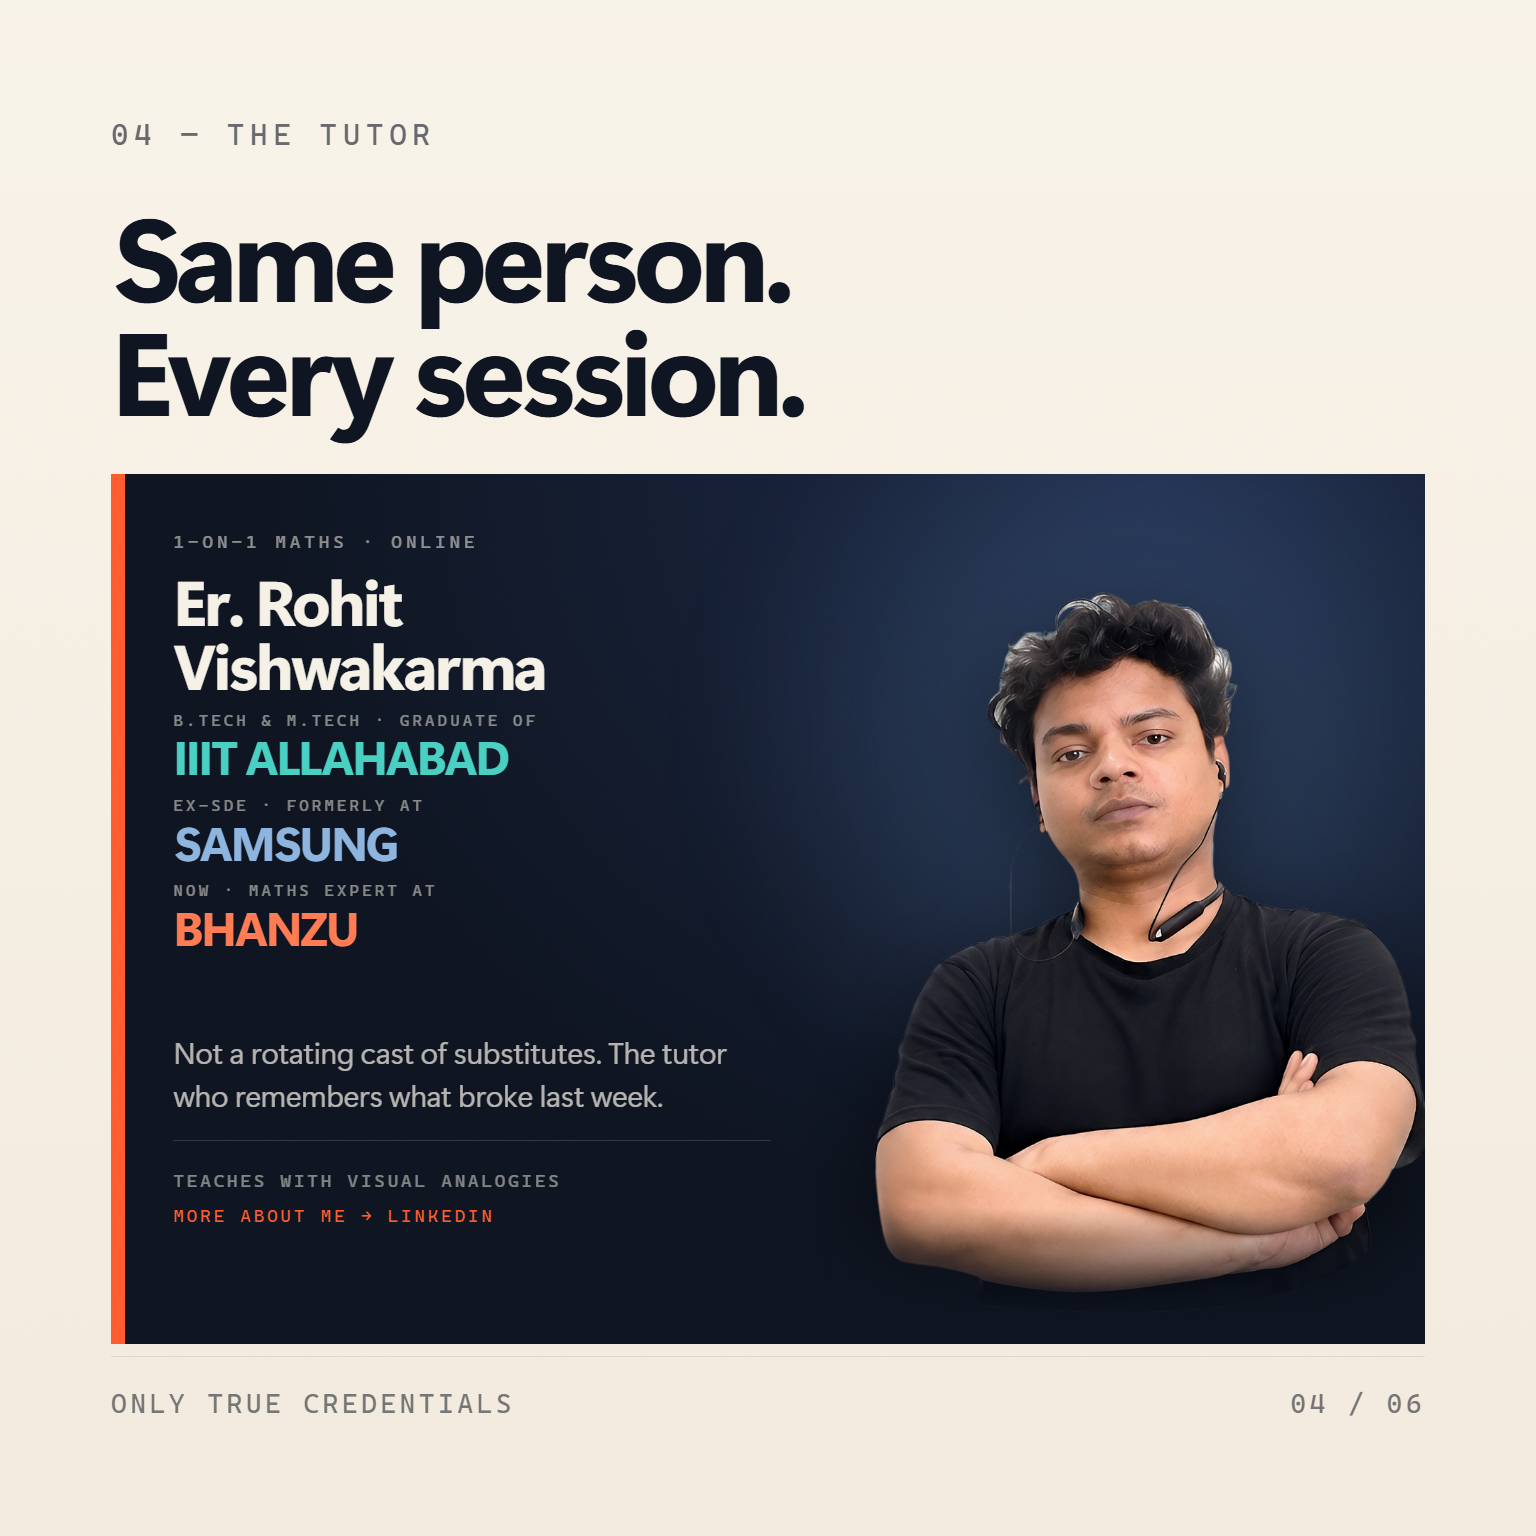 04 — THE TUTOR
Same person.
Every session.
1-ON-1 MATHS · ONLINE
Er. Rohit
Vishwakarma
B.TECH & M.TECH · GRADUATE OF
IIIT ALLAHABAD
EX-SDE · FORMERLY AT
SAMSUNG
NOW · MATHS EXPERT AT
BHANZU
Not a rotating cast of substitutes. The tutor
who remembers what broke last week.
TEACHES WITH VISUAL ANALOGIES
MORE ABOUT ME → LINKEDIN
ONLY TRUE CREDENTIALS
04 / 06